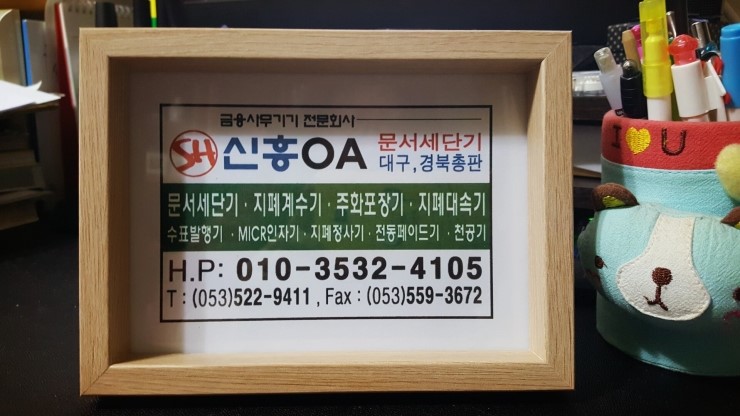 금융사무기기 전문회사
SH 신흥OA 문서세단기
대구, 경북총판
문서세단기 · 지폐계수기 · 주화포장기 · 지폐대속기
수표발행기 · MICR인자기 · 지폐정사기 · 전동페이드기 · 천공기
H.P: 010-3532-4105
T : (053)522-9411 , Fax : (053)559-3672
I U